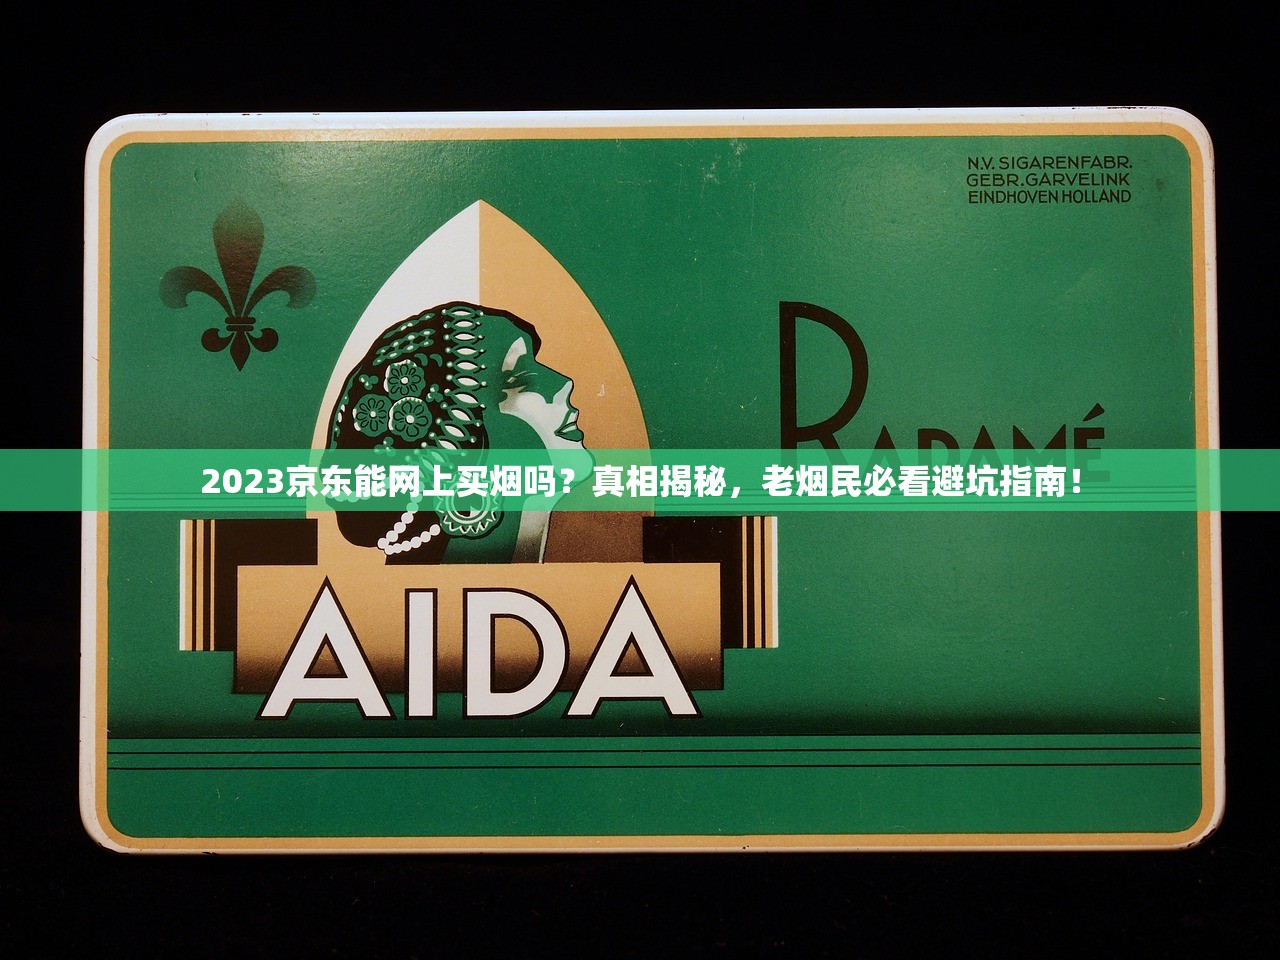 N.V. SIGARENFABR.
GEBR. GARVELINK
EINDHOVEN HOLLAND
RADAMÉ
2023京东能网上买烟吗？真相揭秘，老烟民必看避坑指南！
AIDA